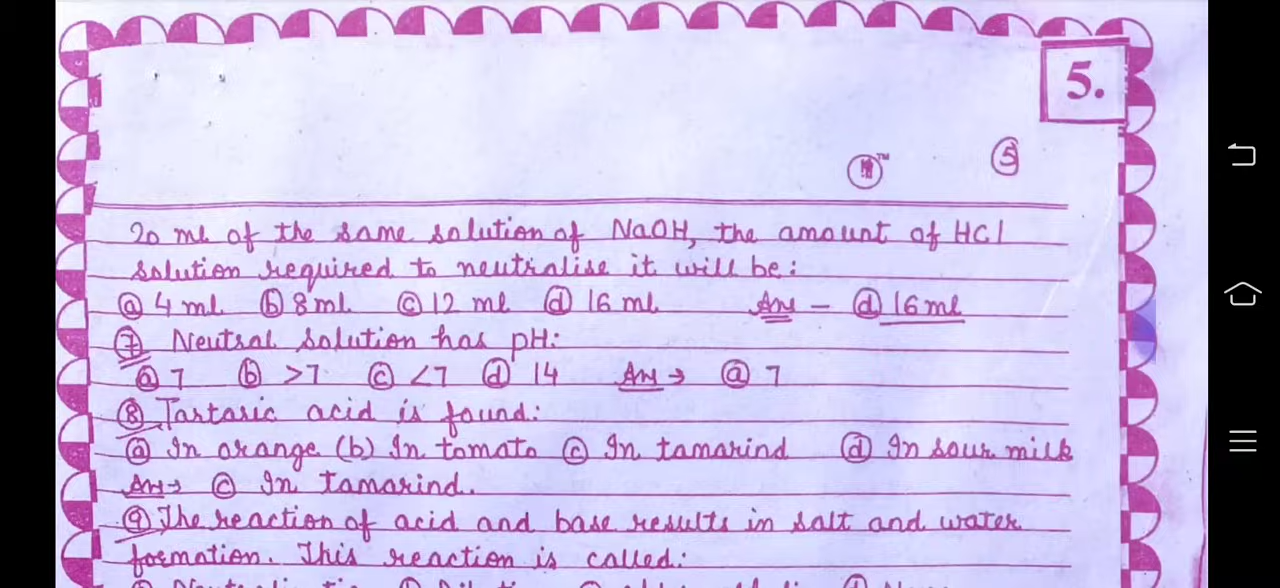 5.
5
20 ml of the same solution of NaOH, the amount of HCl
solution required to neutralise it will be:
ⓐ 4 ml ⓑ 8 ml ⓒ 12 ml ⓓ 16 ml Ans – ⓓ 16 ml
⑦ Neutral solution has pH:
ⓐ 7 ⓑ >7 ⓒ <7 ⓓ 14 Ans → ⓐ 7
⑧ Tartaric acid is found:
ⓐ In orange (b) In tomato ⓒ In tamarind ⓓ In sour milk
Ans → ⓒ In Tamarind.
⑨ The reaction of acid and base results in salt and water
formation. This reaction is called: